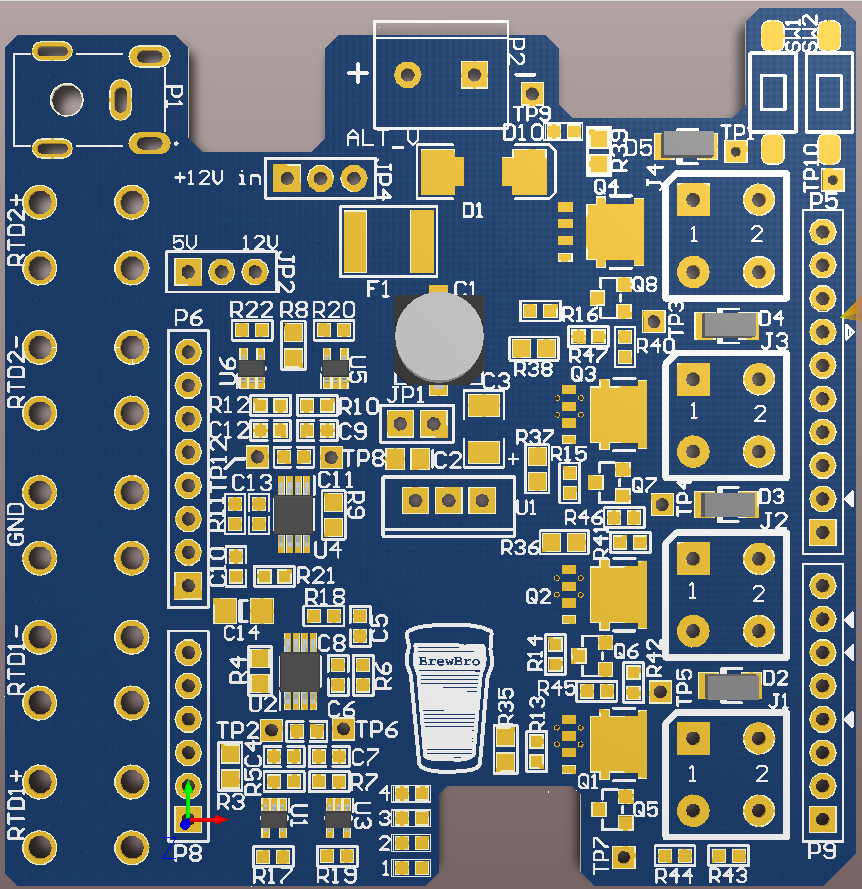 SW1
SW2
P2
+
-
P1
TP9
ALT_V
D10
R39
D5
TP1
J4
TP10
+12V in
JP4
D1
Q4
P5
RTD2+
1 2
5V 12V
JP2
F1
C1
Q8
P6
R22
R8
R20
R16
TP3
D4
R47
R40
J3
U6
U5
R38
Q3
RTD2-
JP1
C3
R12
R10
1 2
C12
C9
R37
TP12
TP8
C2
+
R15
Q7
C13
C11
TP4
D3
R11
R9
U1
R46
J2
GND
U4
R36
R41
C10
R21
Q2
1 2
R18
C14
C5
RTD1-
BrewBro
R14
Q6
R42
R4
C8
R6
R45
TP5
D2
U2
C6
R35
R13
J1
TP2
TP6
C4
C7
1 2
R5
R7
R3
Q1
RTD1+
4
U1
U3
3
Q5
P8
2
TP7
P9
R17
R19
1
R44
R43